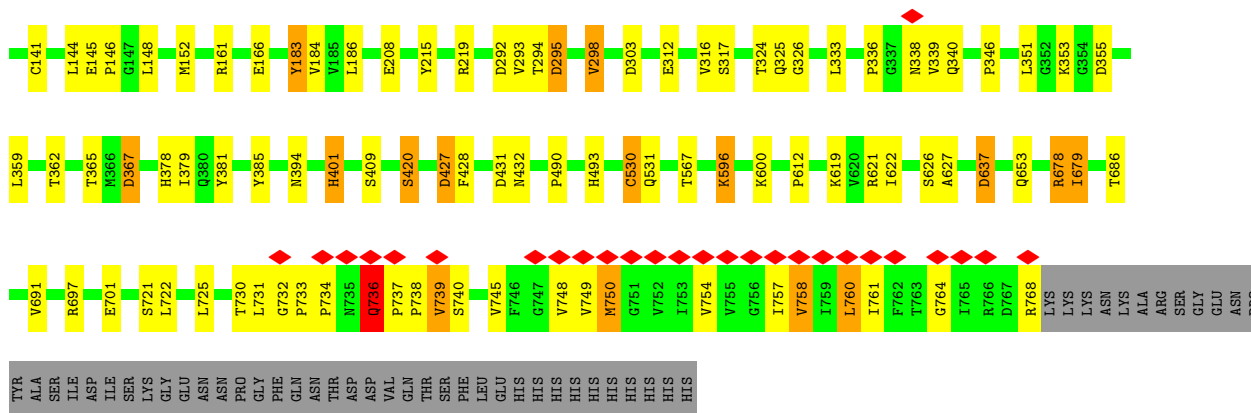 C141 L144 E145 P146 G147 L148 M152 R161 E166 Y183 V184 V185 L186 E208 Y215 R219 D292 V293 T294 D295 V298 D303 E312 V316 S317 T324 Q325 G326 L333 P336 G337 N338 V339 Q340 P346 L351 G352 K353 G354 D355
L359 T362 T365 M366 D367 H378 I379 Q380 Y381 Y385 N394 H401 S409 S420 D427 F428 D431 N432 P490 H493 C530 Q531 T567 K596 K600 P612 K619 V620 R621 I622 S626 A627 D637 Q653 R678 I679 T686
V691 R697 E701 S721 L722 L725 T730 L731 G732 P733 P734 N735 Q736 P737 P738 V739 S740 V745 F746 G747 V748 V749 M750 G751 V752 I753 V754 V755 G756 I757 V758 I759 L760 I761 F762 T763 G764 I765 R766 D767 R768 LYS LYS LYS ASN LYS ALA ARG SER GLY GLU ASN
TYR ALA SER ILE ASP ILE SER LYS GLY GLU ASN ASN PRO GLY PHE GLN ASN THR ASP ASP VAL GLN THR SER PHE LEU GLU HIS HIS HIS HIS HIS HIS HIS HIS